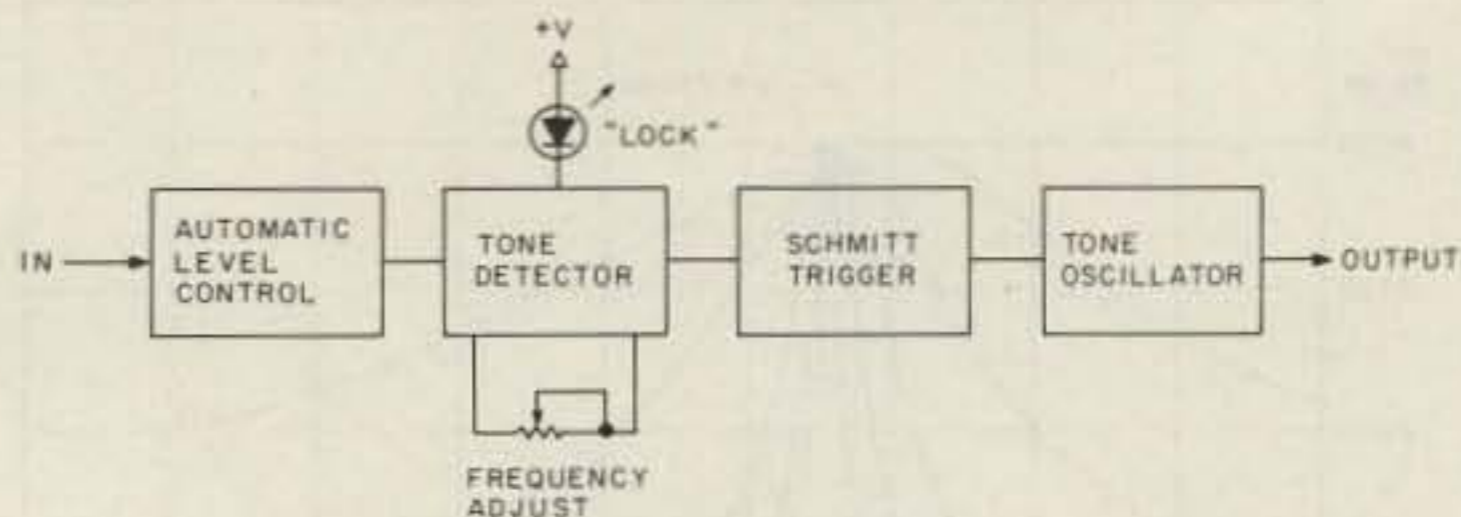 +V
"LOCK"
IN
AUTOMATIC
LEVEL
CONTROL
TONE
DETECTOR
SCHMITT
TRIGGER
TONE
OSCILLATOR
OUTPUT
FREQUENCY
ADJUST